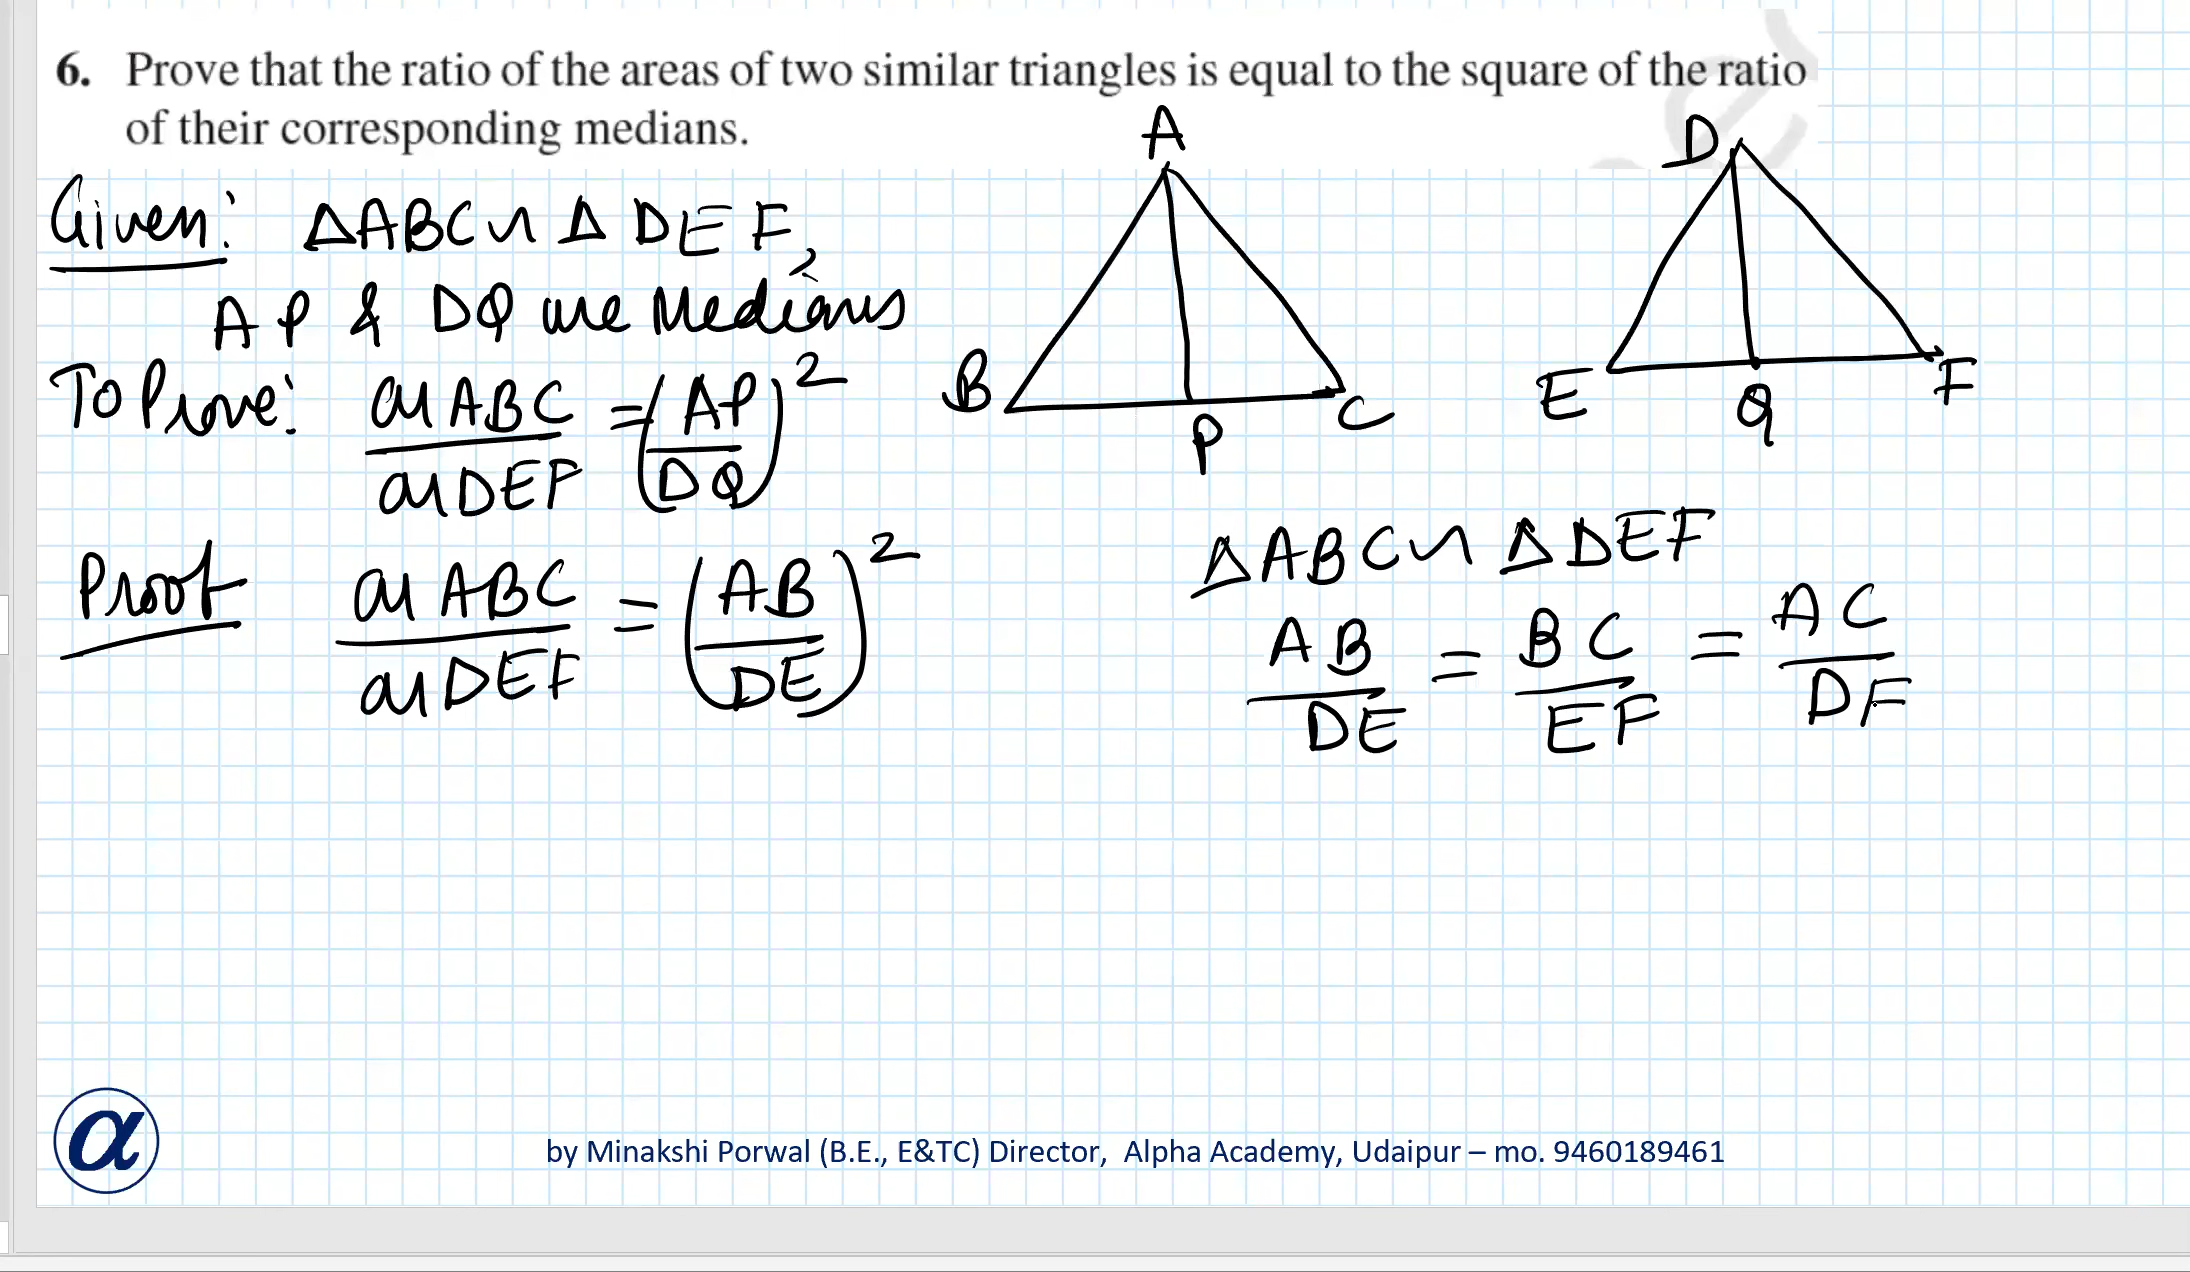 6. Prove that the ratio of the areas of two similar triangles is equal to the square of the ratio
of their corresponding medians.
A
D
Given: ΔABC ~ Δ DEF,
AP & DQ are Medians
B
P
C
E
Q
F
To Prove: ar ABC / ar DEF = (AP / DQ)²
Proof ar ABC / ar DEF = (AB / DE)²
ΔABC ~ Δ DEF
AB / DE = BC / EF = AC / DF
α
by Minakshi Porwal (B.E., E&TC) Director, Alpha Academy, Udaipur – mo. 9460189461